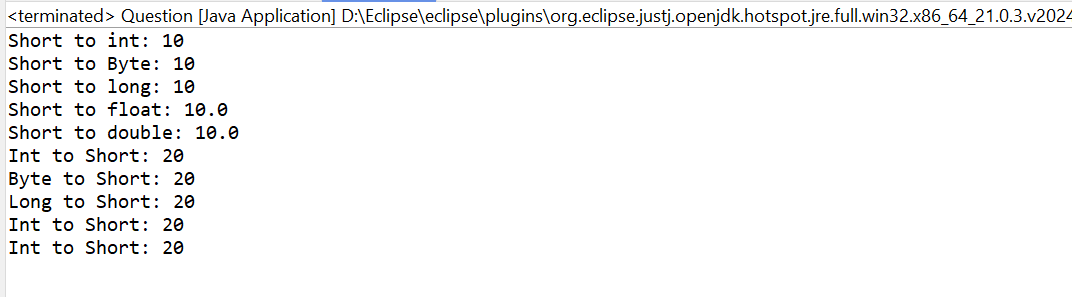 <terminated> Question [Java Application] D:\Eclipse\eclipse\plugins\org.eclipse.justj.openjdk.hotspot.jre.full.win32.x86_64_21.0.3.v2024
Short to int: 10
Short to Byte: 10
Short to long: 10
Short to float: 10.0
Short to double: 10.0
Int to Short: 20
Byte to Short: 20
Long to Short: 20
Int to Short: 20
Int to Short: 20